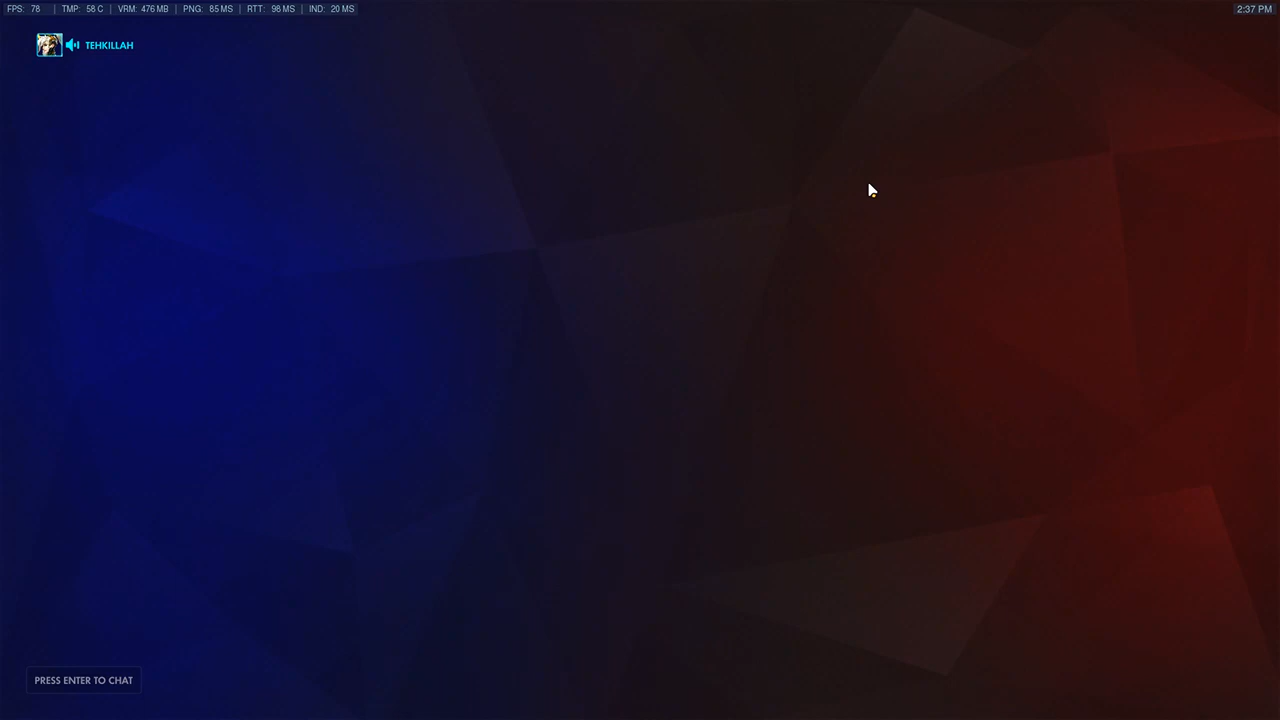 FPS: 78 | TMP: 58 C | VRM: 476 MB | PNG: 85 MS | RTT: 98 MS | IND: 20 MS
2:37 PM
TEHKILLAH
PRESS ENTER TO CHAT